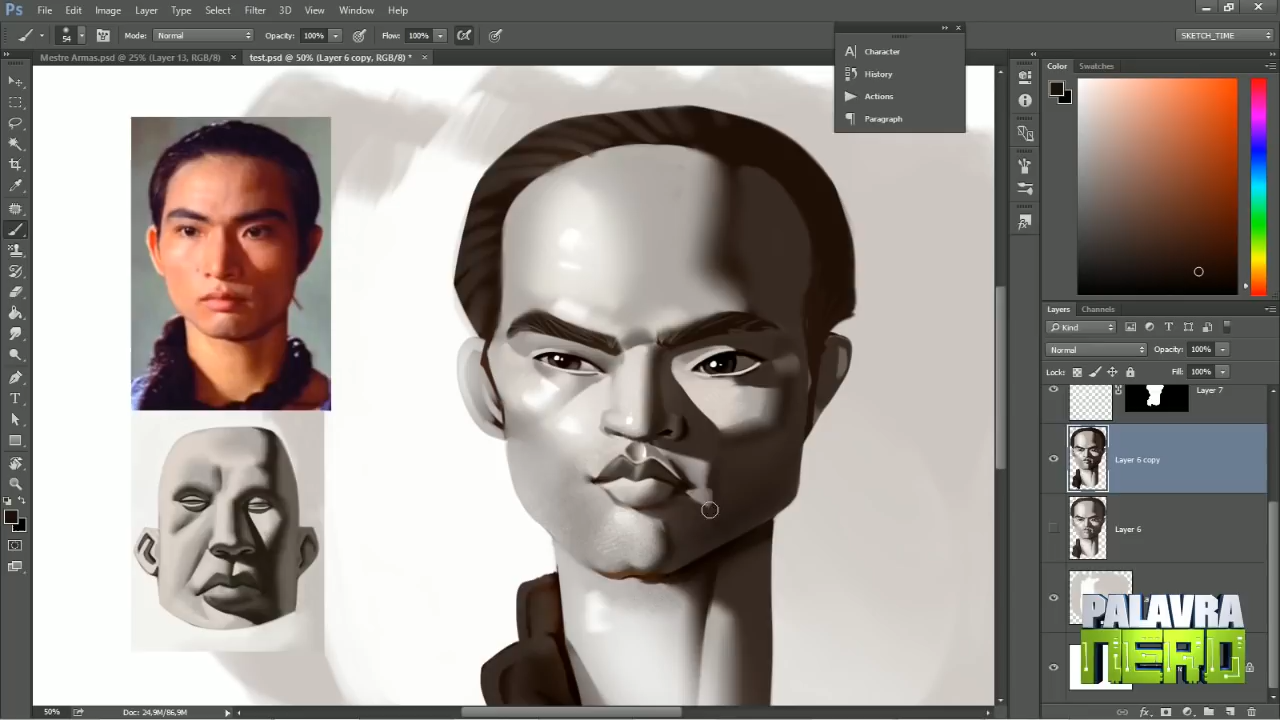 Ps File Edit Image Layer Type Select Filter 3D View Window Help
54 Mode: Normal Opacity: 100% Flow: 100% SKETCH_TIME
Mestre Armas.psd @ 25% (Layer 13, RGB/8) × test.psd @ 50% (Layer 6 copy, RGB/8) * ×
Character
History
Actions
Paragraph
Color Swatches
Layers Channels
Kind
Normal Opacity: 100%
Lock: Fill: 100%
Layer 7
Layer 6 copy
Layer 6
PALAVRA
NERD
50% Doc: 24,9M/86,9M